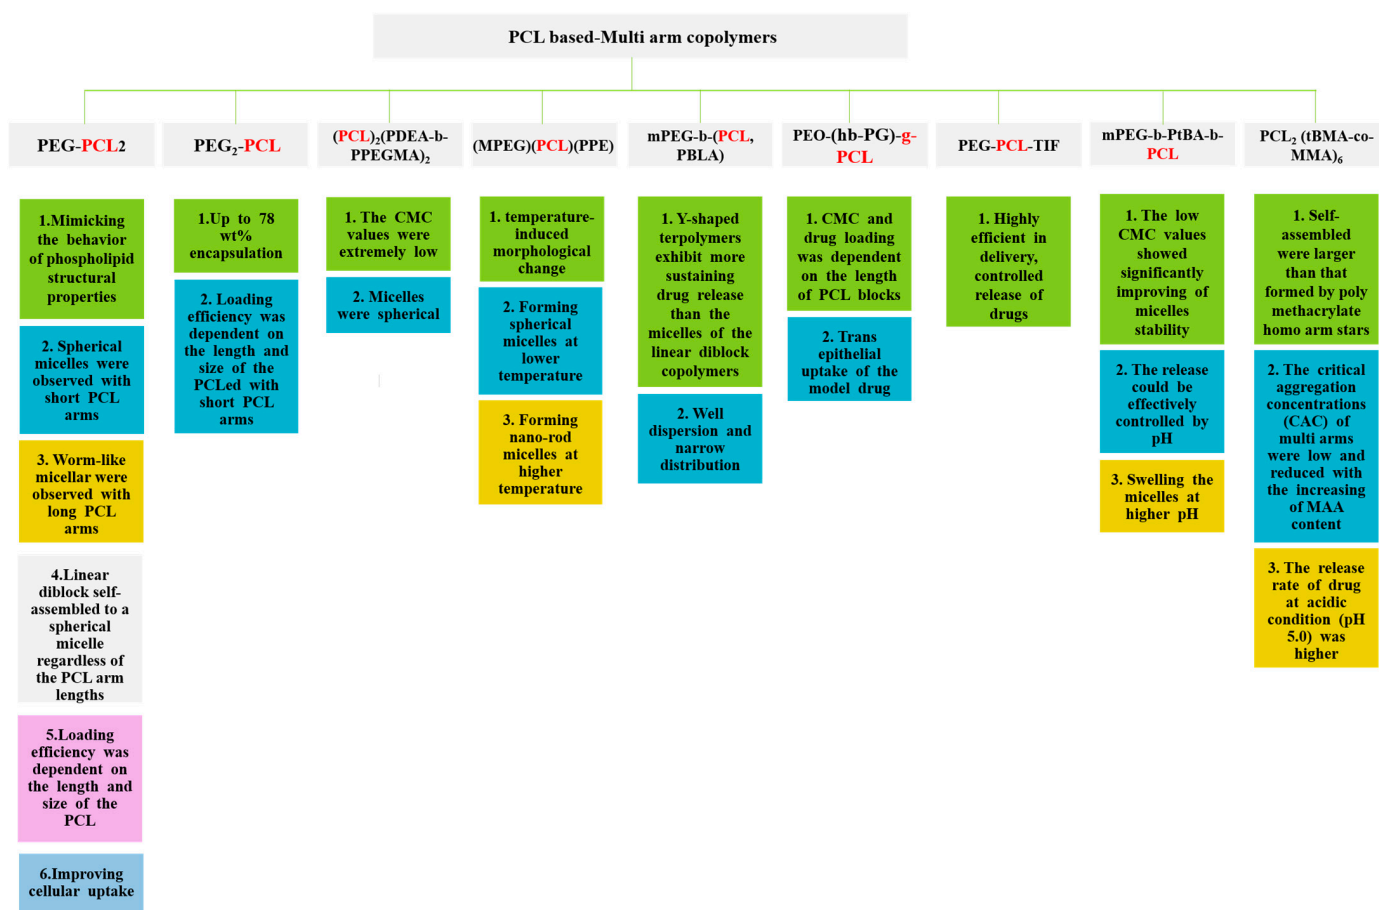 PCL based-Multi arm copolymers
PEG-PCL2
1.Mimicking
the behavior
of phospholipid
structural
properties
2. Spherical
micelles were
observed with
short PCL
arms
3. Worm-like
micellar were
observed with
long PCL
arms
4.Linear
diblock self-
assembled to a
spherical
micelle
regardless of
the PCL arm
lengths
5.Loading
efficiency was
dependent on
the length and
size of the
PCL
6.Improving
cellular uptake
PEG₂-PCL
1.Up to 78
wt%
encapsulation
2. Loading
efficiency was
dependent on
the length and
size of the
PCLed with
short PCL
arms
(PCL)₂(PDEA-b-
PPEGMA)₂
1. The CMC
values were
extremely low
2. Micelles
were spherical
(MPEG)(PCL)(PPE)
1. temperature-
induced
morphological
change
2. Forming
spherical
micelles at
lower
temperature
3. Forming
nano-rod
micelles at
higher
temperature
mPEG-b-(PCL,
PBLA)
1. Y-shaped
terpolymers
exhibit more
sustaining
drug release
than the
micelles of the
linear diblock
copolymers
2. Well
dispersion and
narrow
distribution
PEO-(hb-PG)-g-
PCL
1. CMC and
drug loading
was dependent
on the length
of PCL blocks
2. Trans
epithelial
uptake of the
model drug
PEG-PCL-TIF
1. Highly
efficient in
delivery,
controlled
release of
drugs
mPEG-b-PtBA-b-
PCL
1. The low
CMC values
showed
significantly
improving of
micelles
stability
2. The release
could be
effectively
controlled by
pH
3. Swelling the
micelles at
higher pH
PCL₂ (tBMA-co-
MMA)₆
1. Self-
assembled
were larger
than that
formed by poly
methacrylate
homo arm stars
2. The critical
aggregation
concentrations
(CAC) of
multi arms
were low and
reduced with
the increasing
of MAA
content
3. The release
rate of drug
at acidic
condition (pH
5.0) was
higher